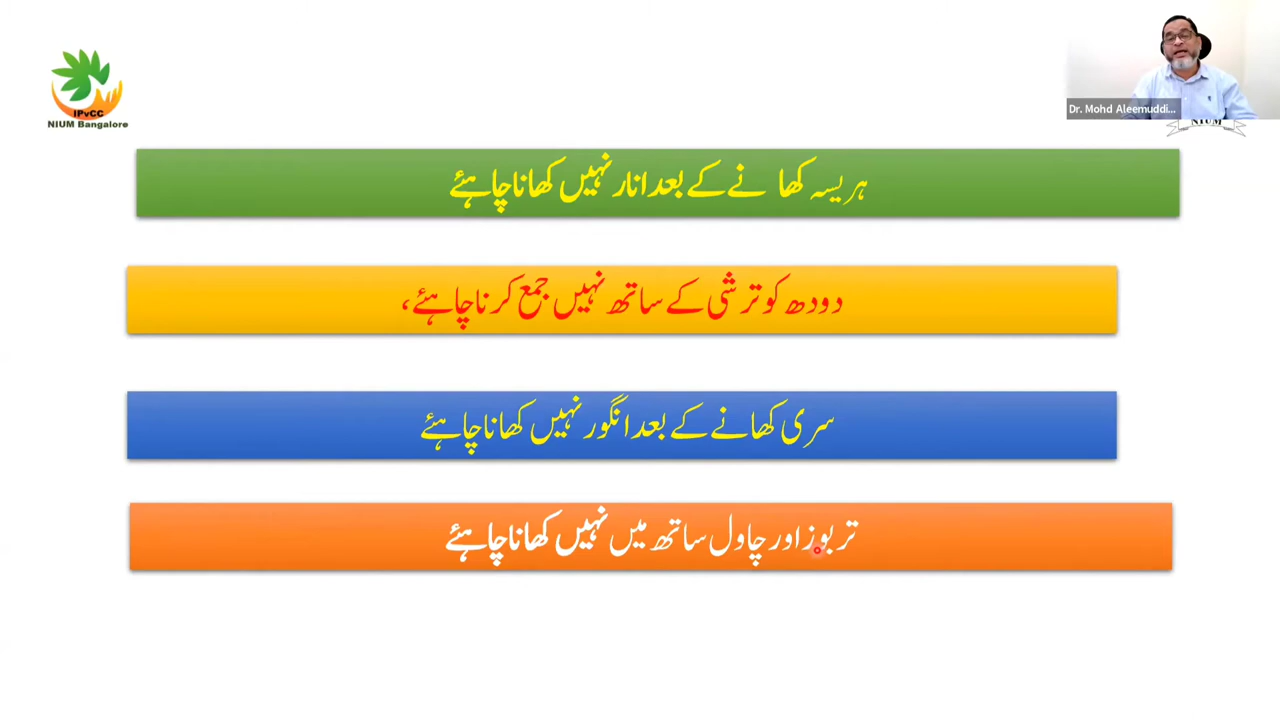 IPvCC
NIUM Bangalore
Dr. Mohd Aleemuddi...
NIUM
ہریسہ کھا نے کے بعد انار نہیں کھانا چاہئے
دودھ کو ترشی کے ساتھ نہیں جمع کرنا چاہئے،
سری کھانے کے بعد انگور نہیں کھانا چاہئے
تربوز اور چاول ساتھ میں نہیں کھانا چاہئے